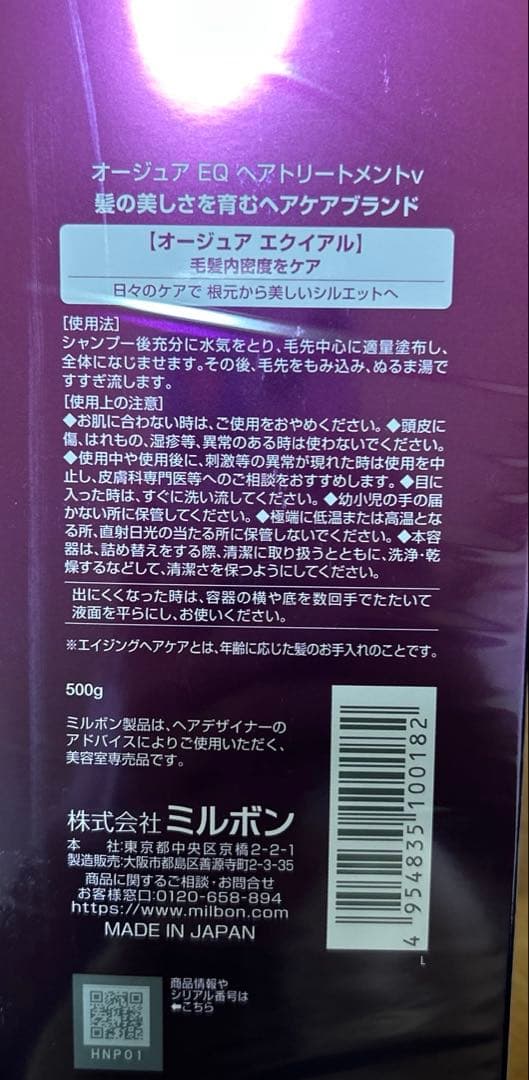 オージュア EQ ヘアトリートメントv
髪の美しさを育むヘアケアブランド
【オージュア エクイアル】
毛髪内密度をケア
日々のケアで 根元から美しいシルエットへ
[使用法]
シャンプー後充分に水気をとり、毛先中心に適量塗布し、
全体になじませます。その後、毛先をもみ込み、ぬるま湯で
すすぎ流します。
[使用上の注意]
◆お肌に合わない時は、ご使用をおやめください。◆頭皮に
傷、はれもの、湿疹等、異常のある時は使わないでください。
◆使用中や使用後に、刺激等の異常が現れた時は使用を中
止し、皮膚科専門医等へのご相談をおすすめします。◆目に
入った時は、すぐに洗い流してください。◆幼小児の手の届
かない所に保管してください。◆極端に低温または高温とな
る所、直射日光の当たる所に保管しないでください。◆本容
器は、詰め替えをする際、清潔に取り扱うとともに、洗浄・乾
燥するなどして、清潔さを保つようにしてください。
出にくくなった時は、容器の横や底を数回手でたたいて
液面を平らにし、お使いください。
※エイジングヘアケアとは、年齢に応じた髪のお手入れのことです。
500g
ミルボン製品は、ヘアデザイナーの
アドバイスによりご使用いただく、
美容室専売品です。
株式会社 ミルボン
本 社:東京都中央区京橋2-2-1
製造販売:大阪市都島区善源寺町2-3-35
商品に関するご相談・お問合せ
お客様窓口:0120-658-894
https://www.milbon.com/
MADE IN JAPAN
4 954835 100182
L
商品情報や
シリアル番号は
⬅こちら
HNP01